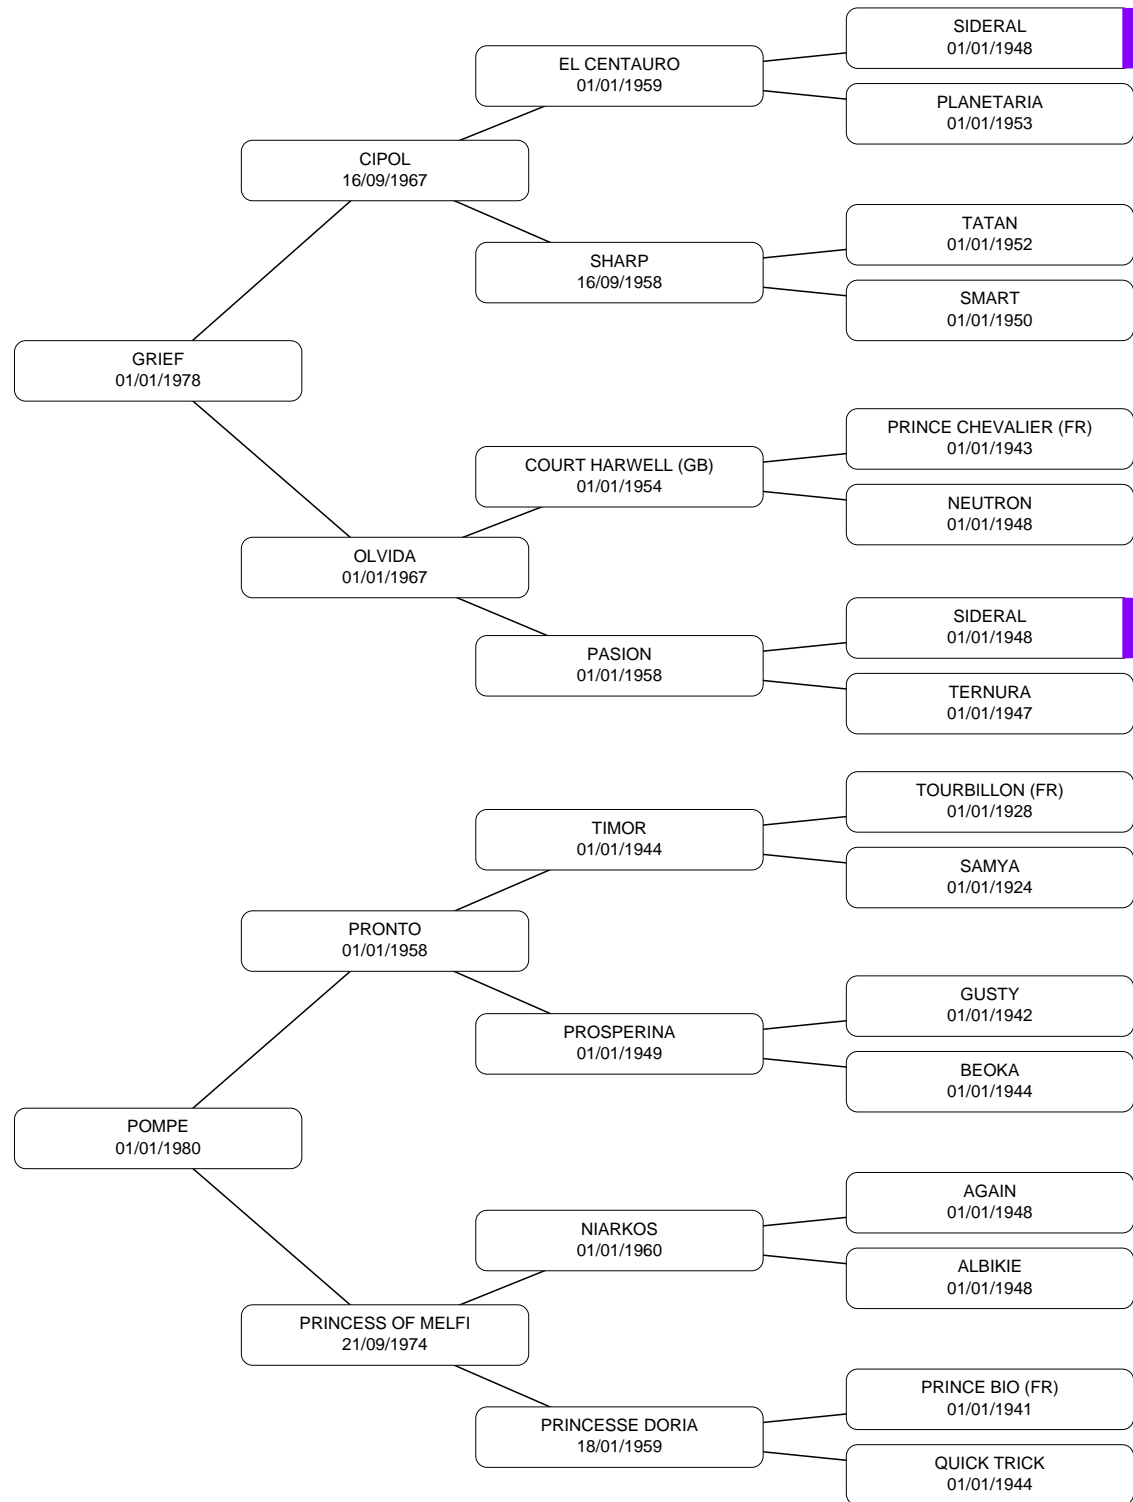 SIDERAL
01/01/1948
EL CENTAURO
01/01/1959
PLANETARIA
01/01/1953
CIPOL
16/09/1967
TATAN
01/01/1952
SHARP
16/09/1958
SMART
01/01/1950
GRIEF
01/01/1978
PRINCE CHEVALIER (FR)
01/01/1943
COURT HARWELL (GB)
01/01/1954
NEUTRON
01/01/1948
OLVIDA
01/01/1967
SIDERAL
01/01/1948
PASION
01/01/1958
TERNURA
01/01/1947
TOURBILLON (FR)
01/01/1928
TIMOR
01/01/1944
SAMYA
01/01/1924
PRONTO
01/01/1958
GUSTY
01/01/1942
PROSPERINA
01/01/1949
BEOKA
01/01/1944
POMPE
01/01/1980
AGAIN
01/01/1948
NIARKOS
01/01/1960
ALBIKIE
01/01/1948
PRINCESS OF MELFI
21/09/1974
PRINCE BIO (FR)
01/01/1941
PRINCESSE DORIA
18/01/1959
QUICK TRICK
01/01/1944